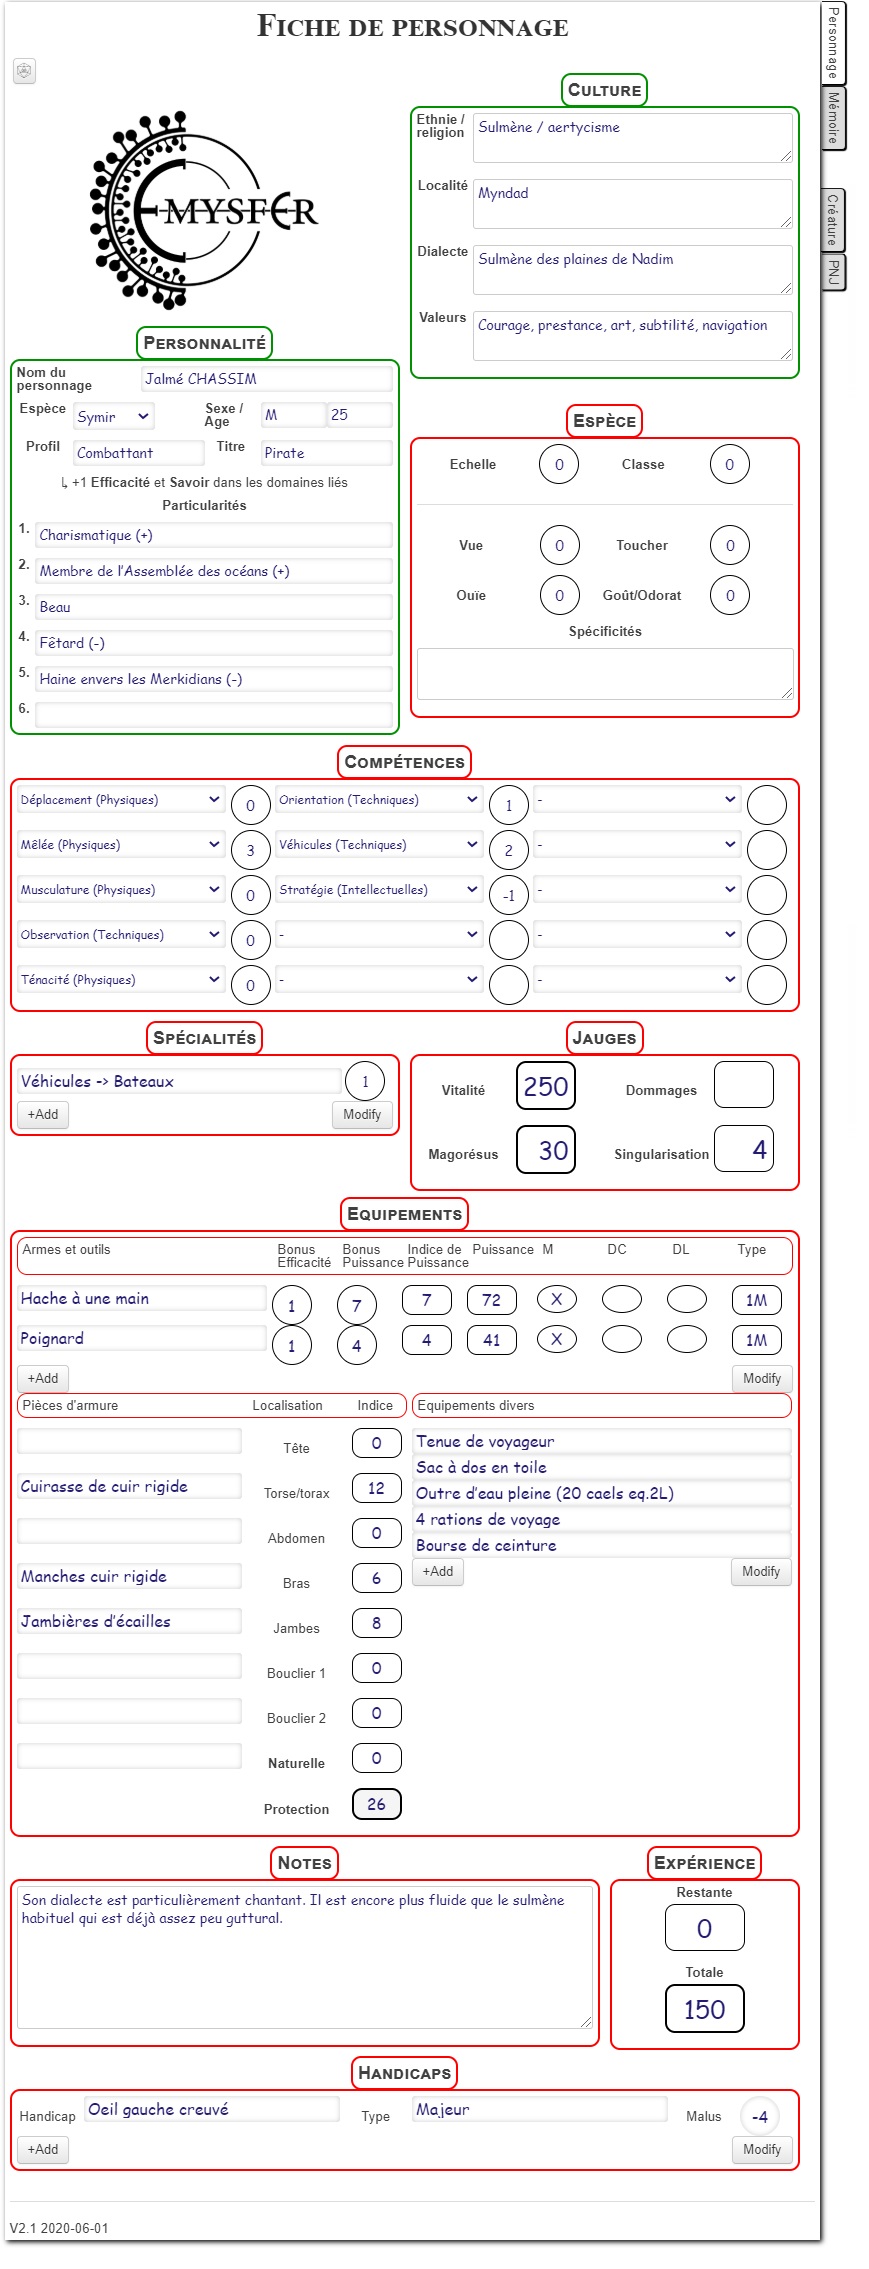 Fiche de personnage
Personnage
Mémoire
Créature
PNJ
EMYSFER
Culture
Ethnie / religion Sulmène / aertycisme
Localité Myndad
Dialecte Sulmène des plaines de Nadim
Valeurs Courage, prestance, art, subtilité, navigation
Personnalité
Nom du personnage Jalmé CHASSIM
Espèce Symir Sexe / Age M 25
Profil Combattant Titre Pirate
↳ +1 Efficacité et Savoir dans les domaines liés
Particularités
1. Charismatique (+)
2. Membre de l'Assemblée des océans (+)
3. Beau
4. Fêtard (-)
5. Haine envers les Merkidians (-)
6.
Espèce
Echelle 0 Classe 0
Vue 0 Toucher 0
Ouïe 0 Goût/Odorat 0
Spécificités
Compétences
Déplacement (Physiques) 0 Orientation (Techniques) 1 -
Mêlée (Physiques) 3 Véhicules (Techniques) 2 -
Musculature (Physiques) 0 Stratégie (Intellectuelles) -1 -
Observation (Techniques) 0 - -
Ténacité (Physiques) 0 - -
Spécialités
Véhicules -> Bateaux 1
+Add Modify
Jauges
Vitalité 250 Dommages
Magorésus 30 Singularisation 4
Equipements
Armes et outils Bonus Efficacité Bonus Puissance Indice de Puissance Puissance M DC DL Type
Hache à une main 1 7 7 72 X 1M
Poignard 1 4 4 41 X 1M
+Add Modify
Pièces d'armure Localisation Indice
Tête 0
Cuirasse de cuir rigide Torse/torax 12
Abdomen 0
Manches cuir rigide Bras 6
Jambières d'écailles Jambes 8
Bouclier 1 0
Bouclier 2 0
Naturelle 0
Protection 26
Equipements divers
Tenue de voyageur
Sac à dos en toile
Outre d'eau pleine (20 caels eq.2L)
4 rations de voyage
Bourse de ceinture
+Add Modify
Notes
Son dialecte est particulièrement chantant. Il est encore plus fluide que le sulmène
habituel qui est déjà assez peu guttural.
Expérience
Restante
0
Totale
150
Handicaps
Handicap Oeil gauche creuvé Type Majeur Malus -4
+Add Modify
V2.1 2020-06-01